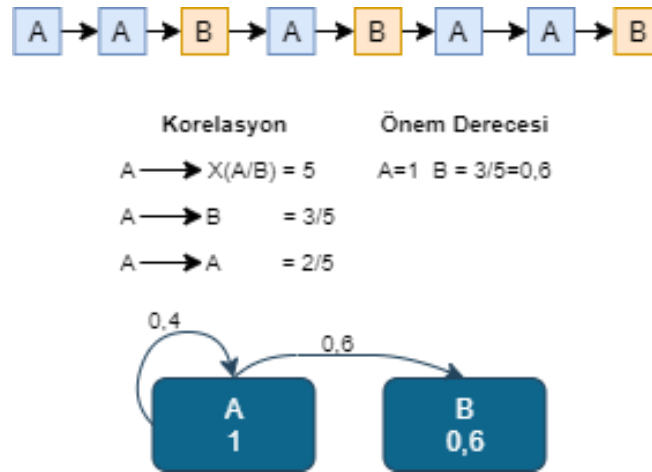 A A B A B A A B
Korelasyon Önem Derecesi
A X(A/B) = 5 A=1 B = 3/5=0,6
A B = 3/5
A A = 2/5
0,4 0,6
A B
1 0,6